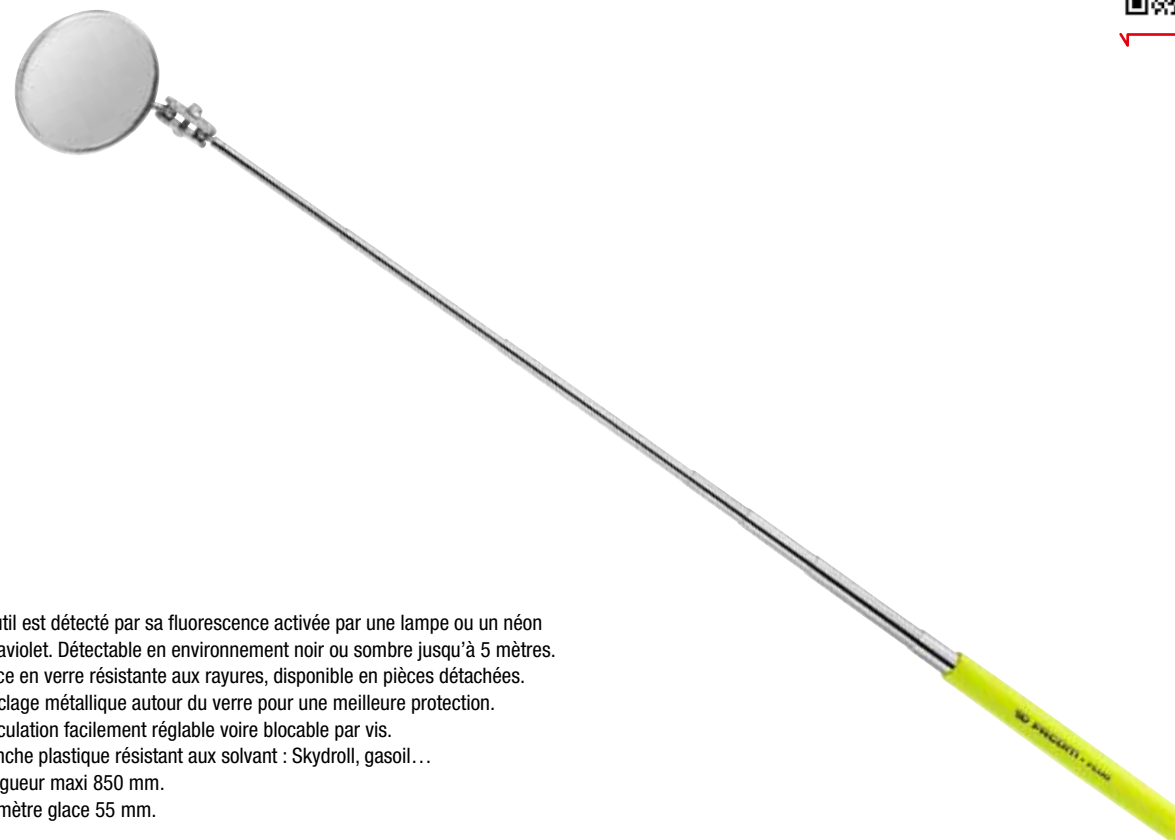 util est détecté par sa fluorescence activée par une lampe ou un néon
aviolet. Détectable en environnement noir ou sombre jusqu’à 5 mètres.
ce en verre résistante aux rayures, disponible en pièces détachées.
clage métallique autour du verre pour une meilleure protection.
culation facilement réglable voire blocable par vis.
nche plastique résistant aux solvant : Skydroll, gasoil…
gueur maxi 850 mm.
mètre glace 55 mm.
FACOM - FLUO